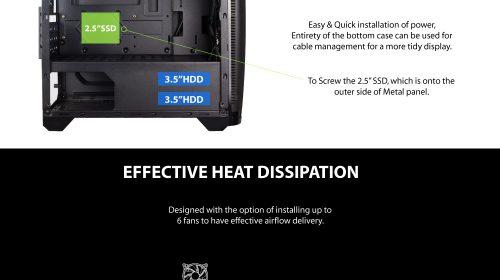 2.5”SSD
Easy & Quick installation of power,
Entirety of the bottom case can be used for
cable management for a more tidy display.
3.5”HDD
3.5”HDD
To Screw the 2.5” SSD, which is onto the
outer side of Metal panel.
EFFECTIVE HEAT DISSIPATION
Designed with the option of installing up to
6 fans to have effective airflow delivery.